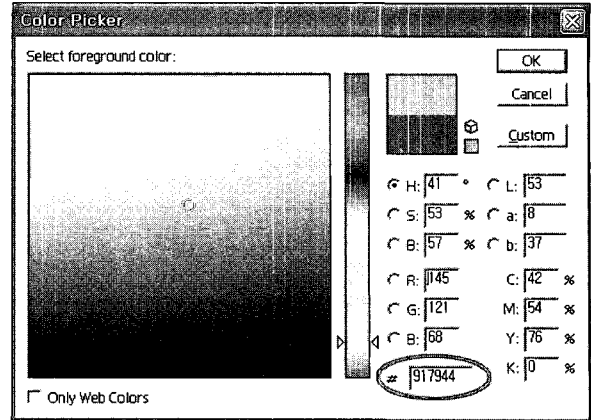 Color Picker
Select foreground color:
OK
Cancel
Custom
H: 41 ° L: 53
S: 53 % a: 8
B: 57 % b: 37
R: 145 C: 42 %
G: 121 M: 54 %
B: 68 Y: 76 %
# 917944 K: 0 %
Only Web Colors